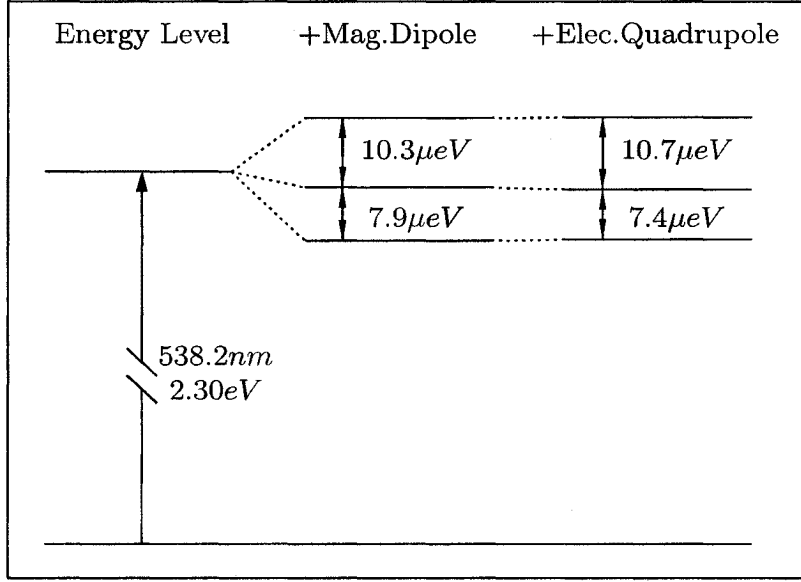 Energy Level +Mag.Dipole +Elec.Quadrupole
10.3μeV 10.7μeV
7.9μeV 7.4μeV
538.2nm
2.30eV